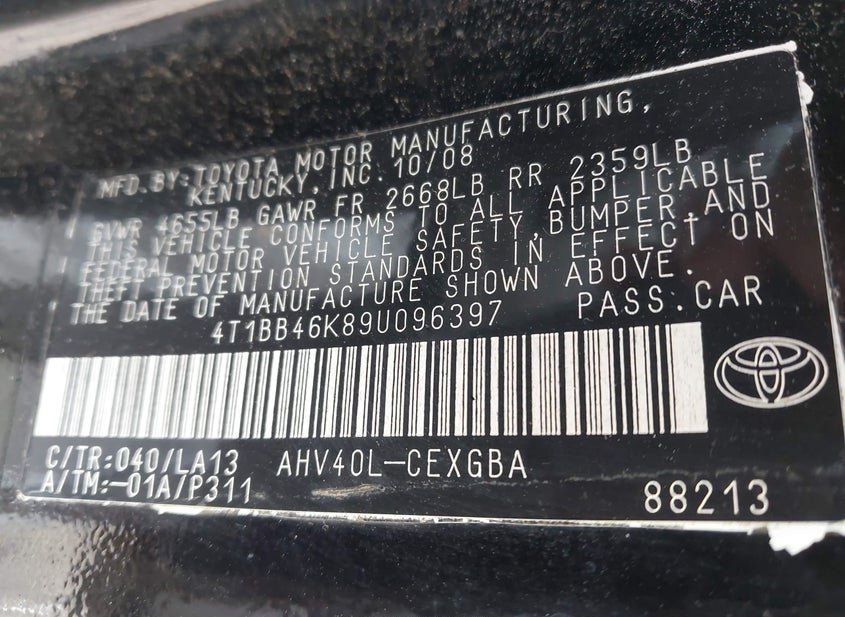 MFD. BY: TOYOTA MOTOR MANUFACTURING,
KENTUCKY, INC. 10/08
GVWR 4655LB GAWR FR 2668LB RR 2359LB
THIS VEHICLE CONFORMS TO ALL APPLICABLE
FEDERAL MOTOR VEHICLE SAFETY, BUMPER, AND
THEFT PREVENTION STANDARDS IN EFFECT ON
THE DATE OF MANUFACTURE SHOWN ABOVE.
4T1BB46K89U096397 PASS. CAR
C/TR: 040/LA13 AHV40L-CEXGBA
A/TM:-01A/P311
88213